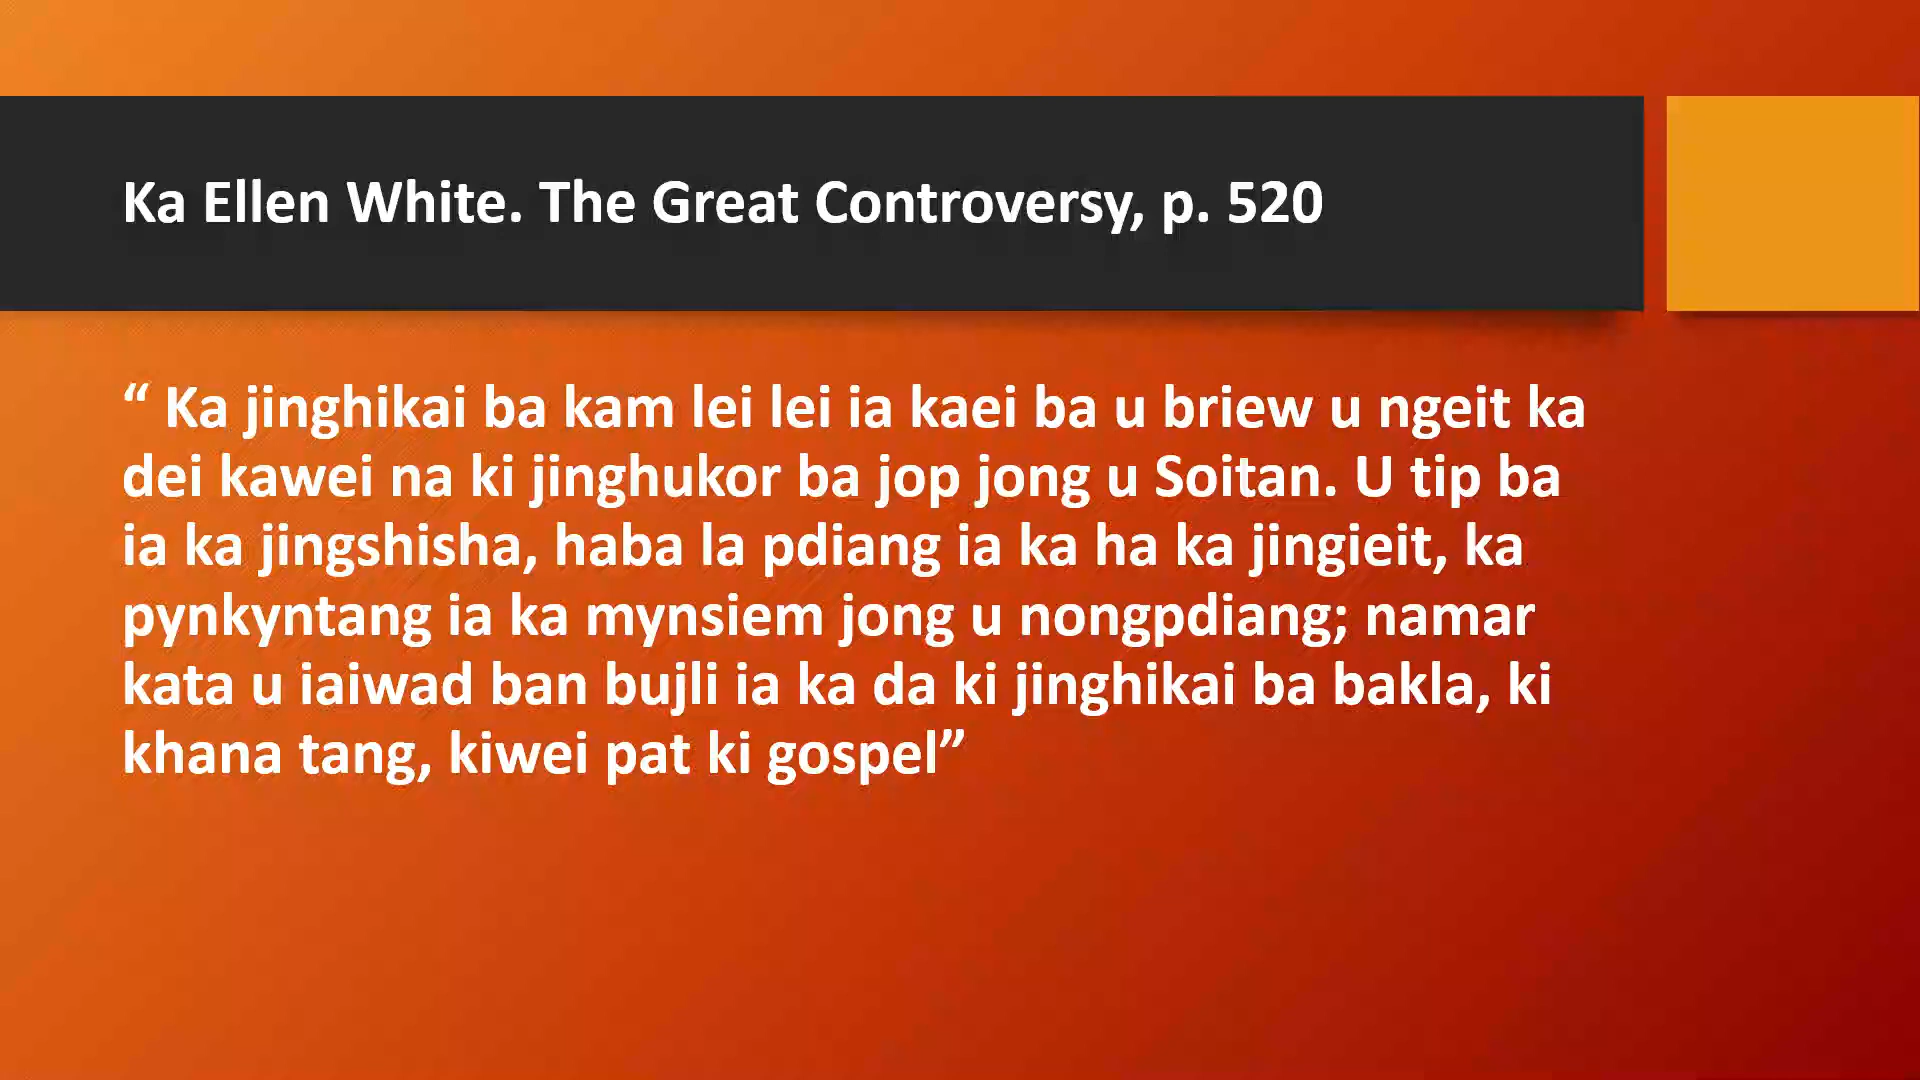 Ka Ellen White. The Great Controversy, p. 520
“ Ka jinghikai ba kam lei lei ia kaei ba u briew u ngeit ka
dei kawei na ki jinghukor ba jop jong u Soitan. U tip ba
ia ka jingshisha, haba la pdiang ia ka ha ka jingieit, ka
pynkyntang ia ka mynsiem jong u nongpdiang; namar
kata u iaiwad ban bujli ia ka da ki jinghikai ba bakla, ki
khana tang, kiwei pat ki gospel”